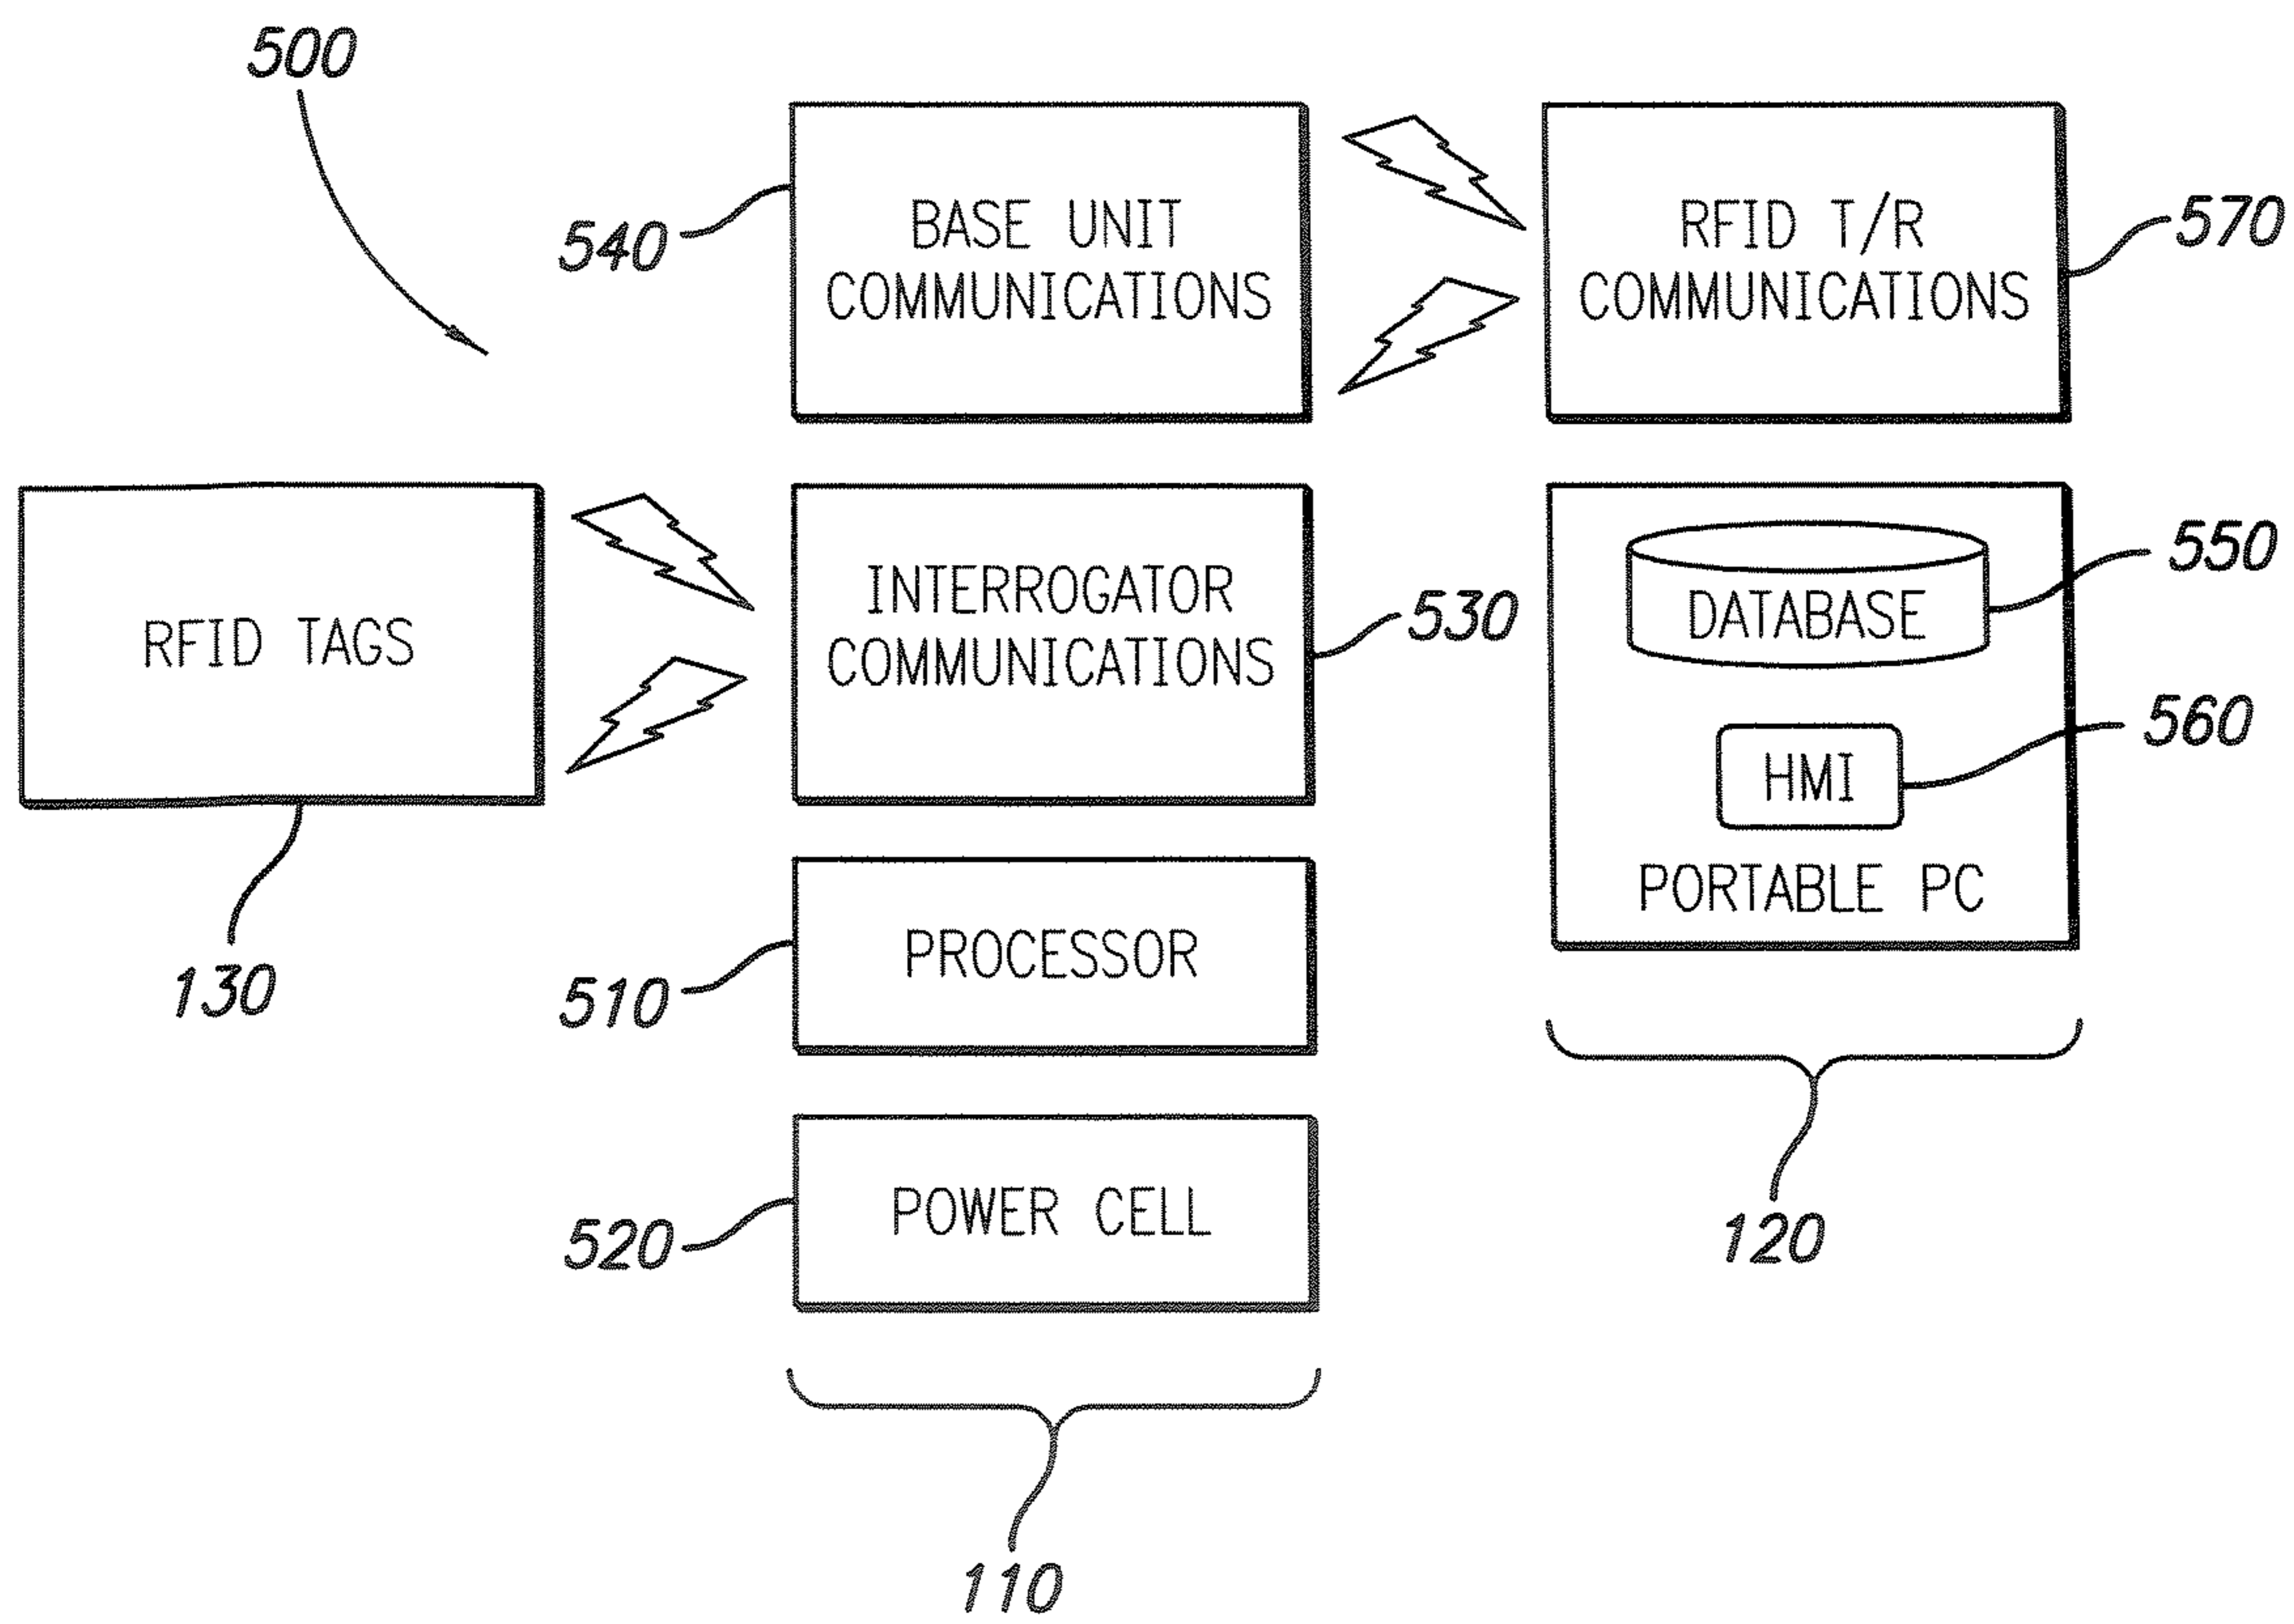 500
540
BASE UNIT
COMMUNICATIONS
RFID T/R
COMMUNICATIONS
570
RFID TAGS
130
INTERROGATOR
COMMUNICATIONS
530
DATABASE
550
HMI
560
PORTABLE PC
510
PROCESSOR
520
POWER CELL
120
110